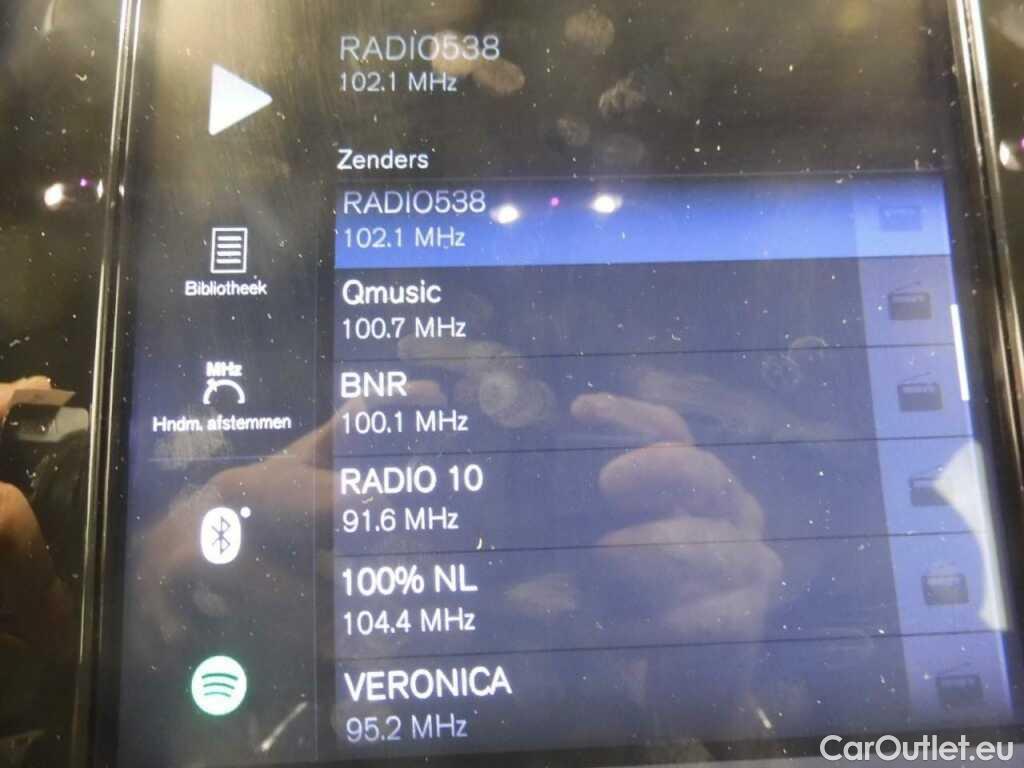 RADIO538
102.1 MHz
Zenders
RADIO538
102.1 MHz
Bibliotheek
Qmusic
100.7 MHz
MHz
Hndm. afstemmen
BNR
100.1 MHz
RADIO 10
91.6 MHz
100% NL
104.4 MHz
VERONICA
95.2 MHz
CarOutlet.eu